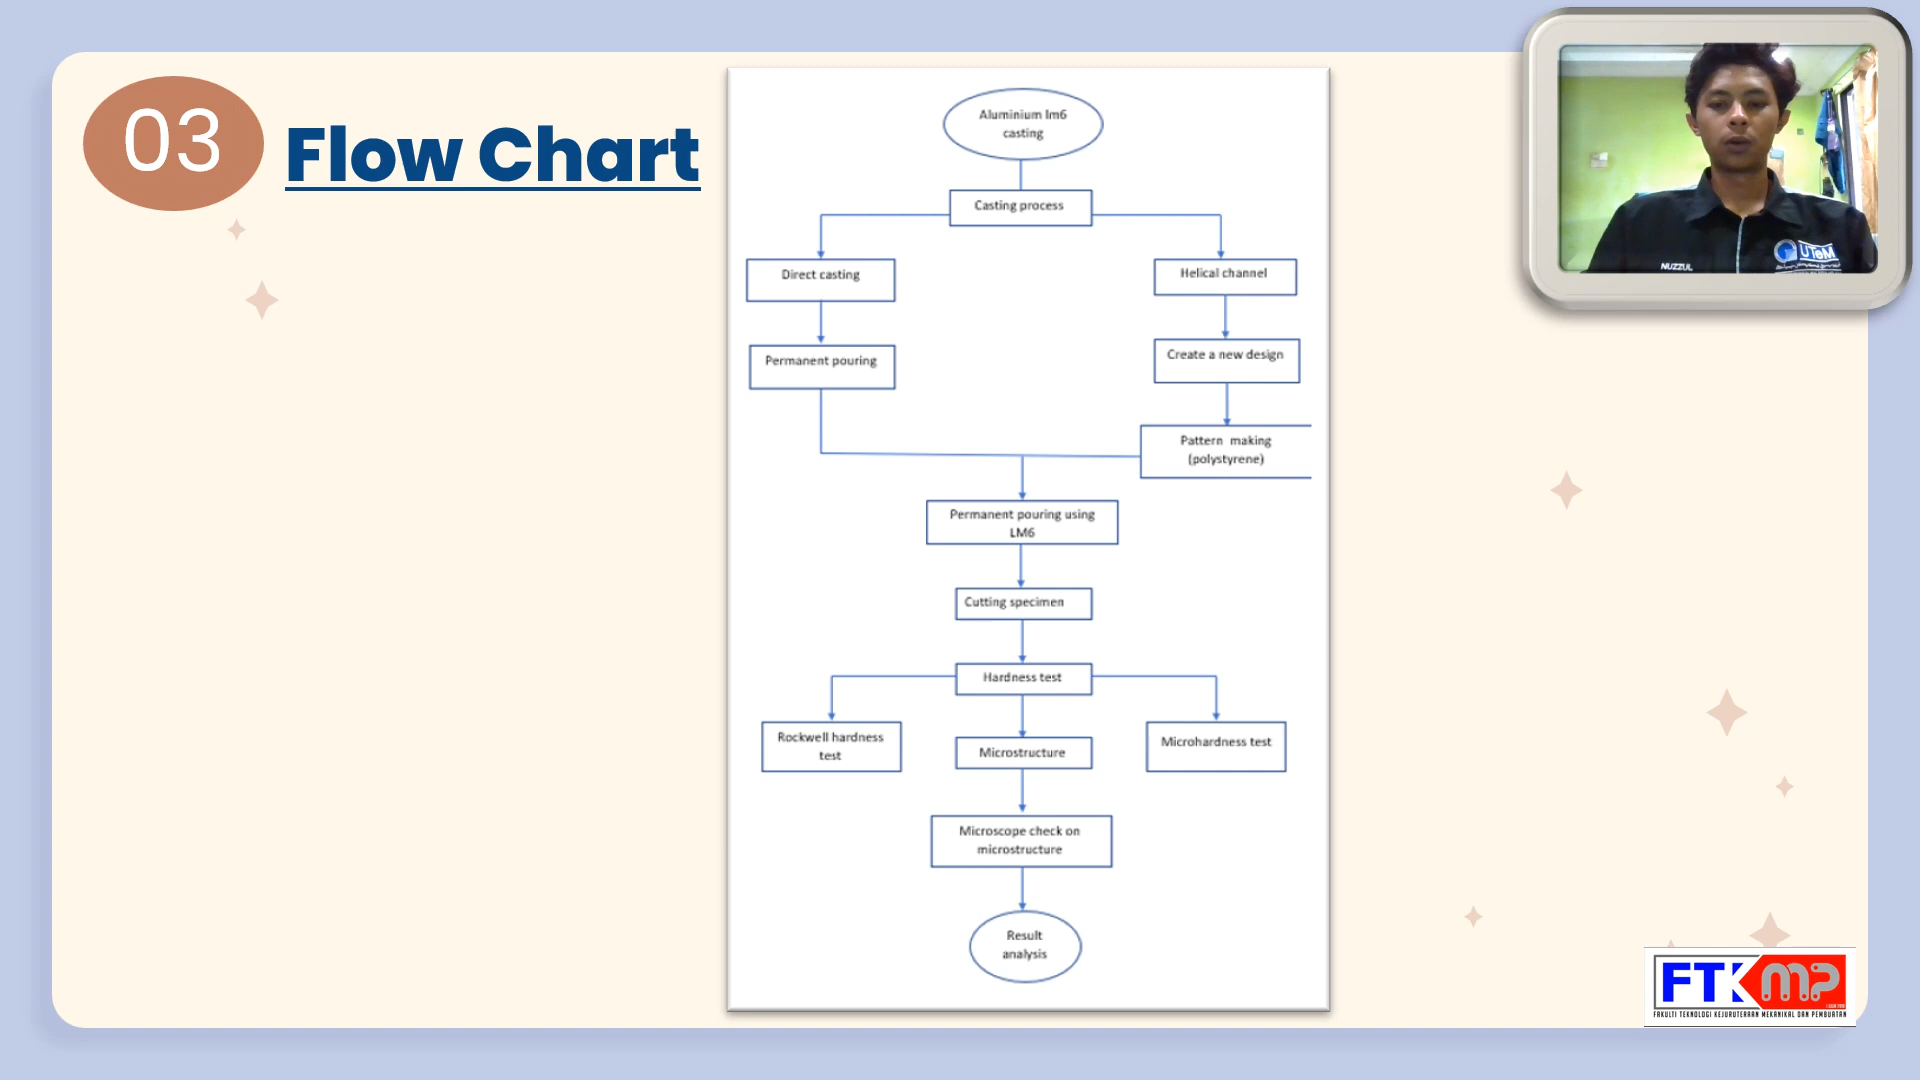 03
Flow Chart
Aluminium lm6
casting
Casting process
Direct casting
Helical channel
Permanent pouring
Create a new design
Pattern making
(polystyrene)
Permanent pouring using
LM6
Cutting specimen
Hardness test
Rockwell hardness
test
Microstructure
Microhardness test
Microscope check on
microstructure
Result
analysis
NUZZUL
UTeM
FTKMP
FAKULTI TEKNOLOGI KEJURUTERAAN MEKANIKAL DAN PEMBUATAN